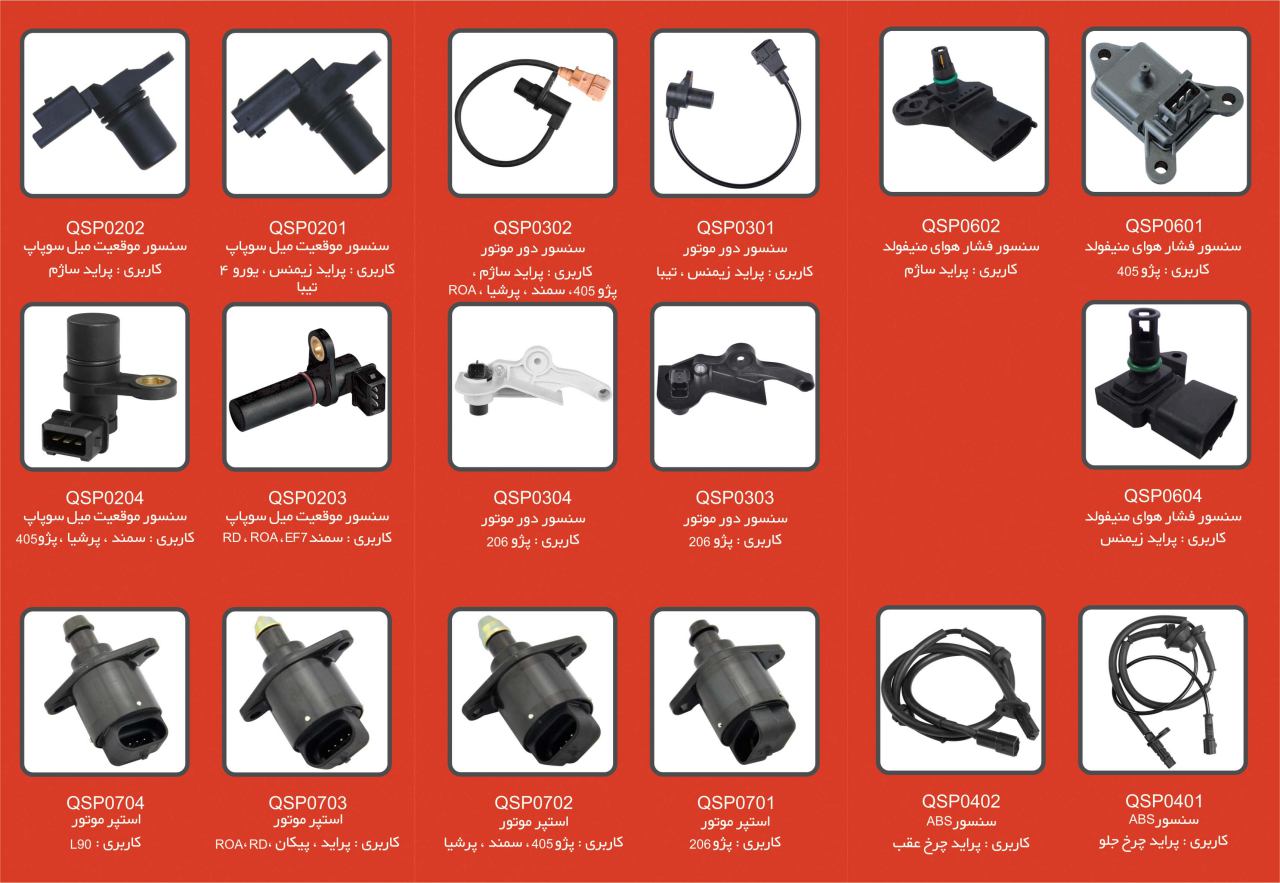 QSP0601
سنسور فشار هوای منیفولد
کاربری : پژو 405
QSP0602
سنسور فشار هوای منیفولد
کاربری : پراید ساژم
QSP0301
سنسور دور موتور
کاربری : پراید زیمنس ، تیبا
QSP0302
سنسور دور موتور
کاربری : پراید ساژم ،
پژو 405، سمند ، پرشیا ، ROA
QSP0201
سنسور موقعیت میل سوپاپ
کاربری : پراید زیمنس ، یورو ۴
تیبا
QSP0202
سنسور موقعیت میل سوپاپ
کاربری : پراید ساژم
QSP0604
سنسور فشار هوای منیفولد
کاربری : پراید زیمنس
QSP0303
سنسور دور موتور
کاربری : پژو 206
QSP0304
سنسور دور موتور
کاربری : پژو 206
QSP0203
سنسور موقعیت میل سوپاپ
کاربری : سمند EF7، ROA ، RD
QSP0204
سنسور موقعیت میل سوپاپ
کاربری : سمند ، پرشیا ، پژو405
QSP0401
سنسور ABS
کاربری : پراید چرخ جلو
QSP0402
سنسور ABS
کاربری : پراید چرخ عقب
QSP0701
استپر موتور
کاربری : پژو 206
QSP0702
استپر موتور
کاربری : پژو 405، سمند ، پرشیا
QSP0703
استپر موتور
کاربری : پراید ، پیکان ،RD ،ROA
QSP0704
استپر موتور
کاربری : L90